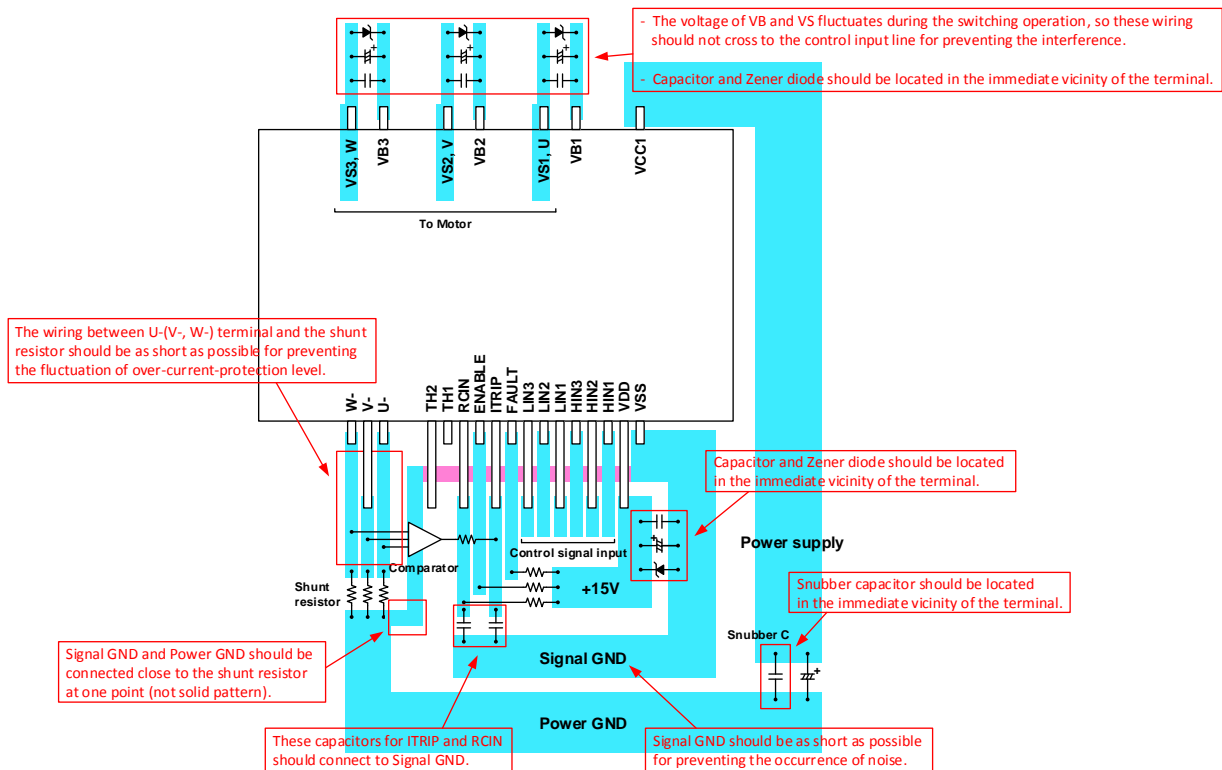 - The voltage of VB and VS fluctuates during the switching operation, so these wiring
should not cross to the control input line for preventing the interference.
- Capacitor and Zener diode should be located in the immediate vicinity of the terminal.
VS3, W
VB3
VS2, V
VB2
VS1, U
VB1
VCC1
To Motor
The wiring between U-(V-, W-) terminal and the shunt
resistor should be as short as possible for preventing
the fluctuation of over-current-protection level.
W-
V-
U-
TH2
TH1
RCIN
ENABLE
ITRIP
FAULT
LIN3
LIN2
LIN1
HIN3
HIN2
HIN1
VDD
VSS
Capacitor and Zener diode should be located
in the immediate vicinity of the terminal.
Control signal input
Power supply
Comparator
Shunt
resistor
+15V
Snubber capacitor should be located
in the immediate vicinity of the terminal.
Snubber C
Signal GND and Power GND should be
connected close to the shunt resistor
at one point (not solid pattern).
Signal GND
Power GND
These capacitors for ITRIP and RCIN
should connect to Signal GND.
Signal GND should be as short as possible
for preventing the occurrence of noise.